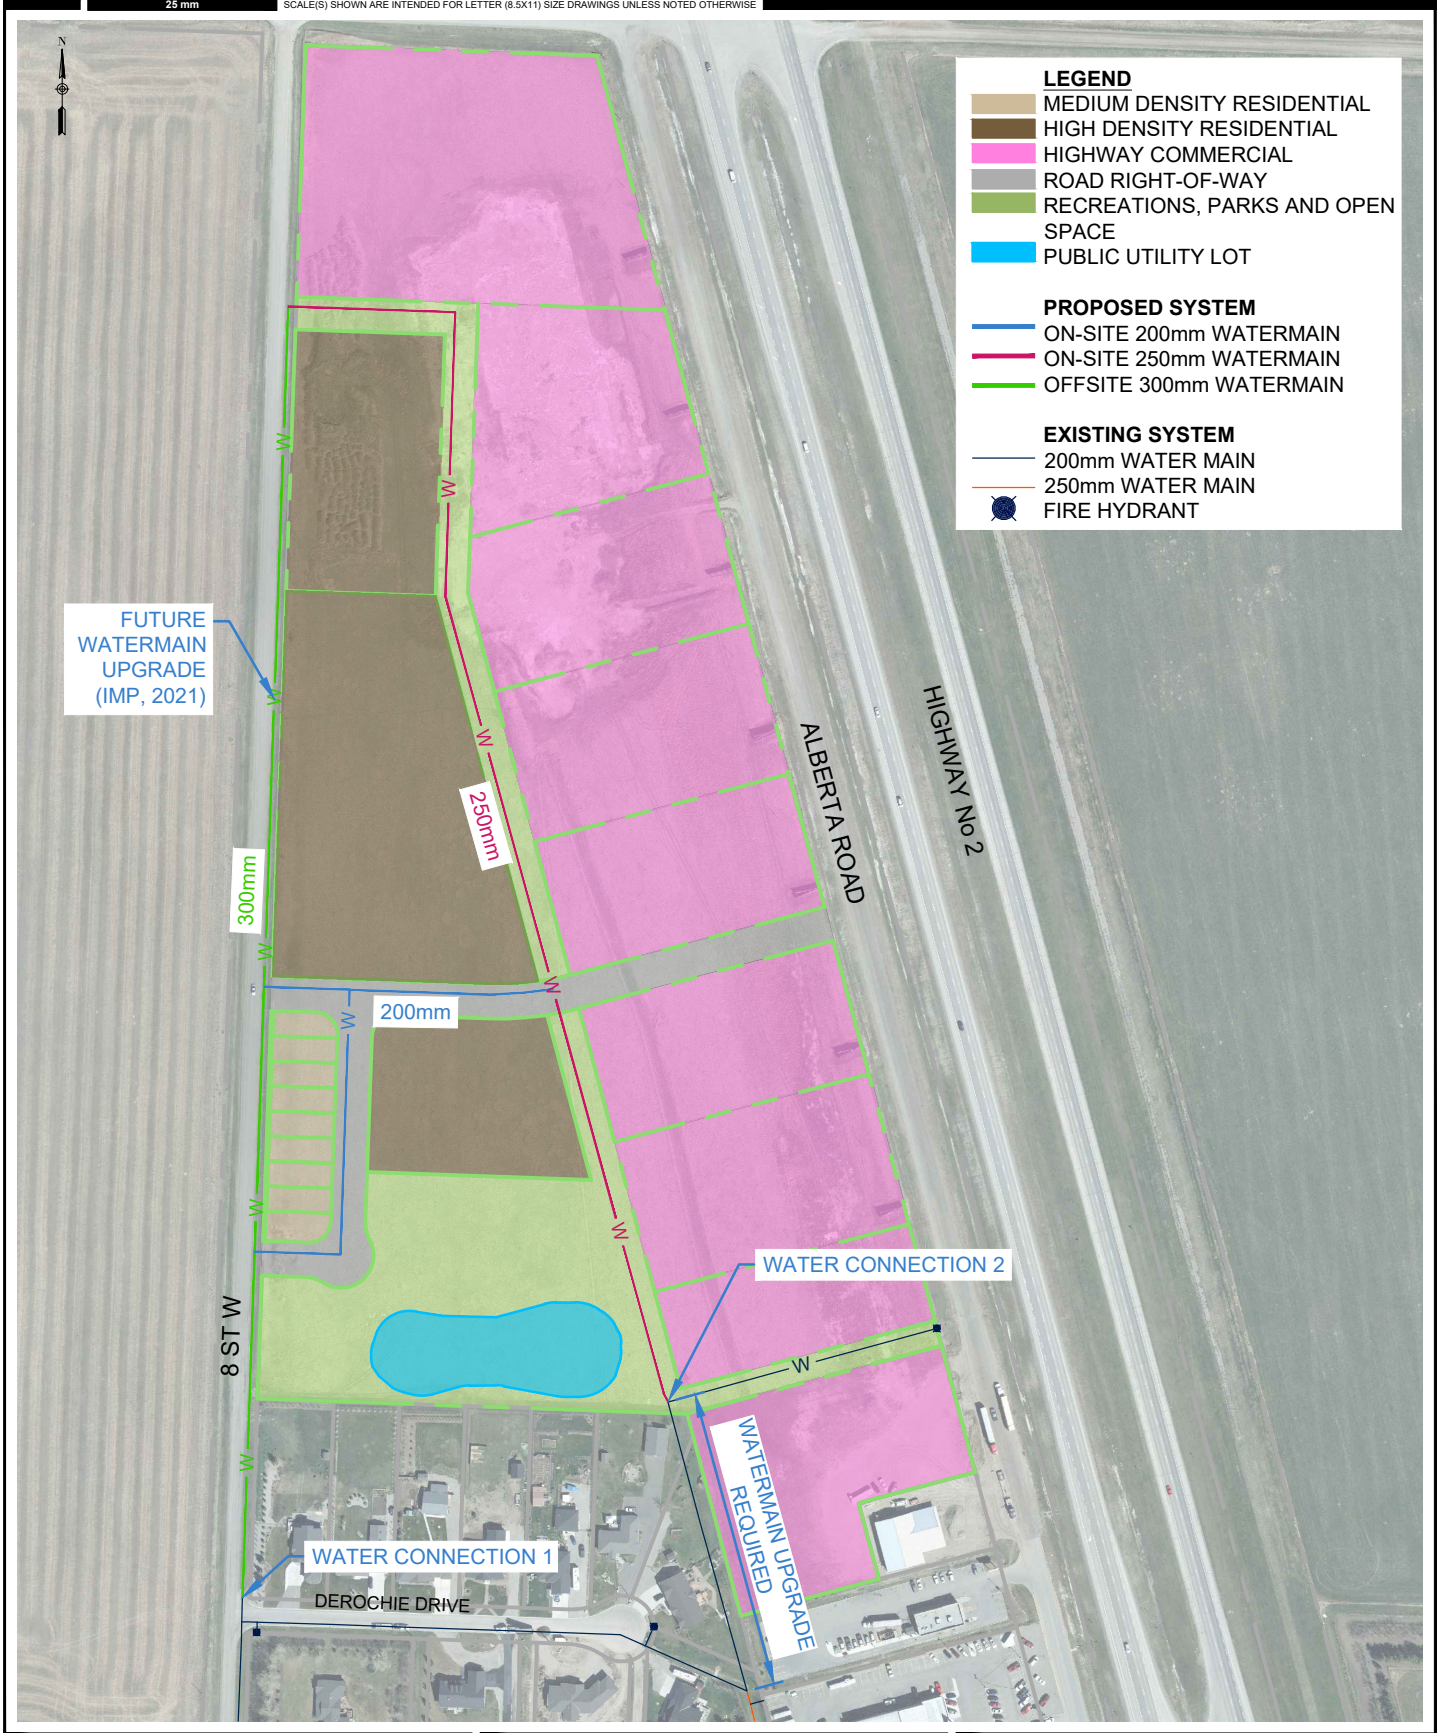 25 mm
SCALE(S) SHOWN ARE INTENDED FOR LETTER (8.5X11) SIZE DRAWINGS UNLESS NOTED OTHERWISE
N
LEGEND
MEDIUM DENSITY RESIDENTIAL
HIGH DENSITY RESIDENTIAL
HIGHWAY COMMERCIAL
ROAD RIGHT-OF-WAY
RECREATIONS, PARKS AND OPEN
SPACE
PUBLIC UTILITY LOT
PROPOSED SYSTEM
ON-SITE 200mm WATERMAIN
ON-SITE 250mm WATERMAIN
OFFSITE 300mm WATERMAIN
EXISTING SYSTEM
200mm WATER MAIN
250mm WATER MAIN
FIRE HYDRANT
W
W
FUTURE
WATERMAIN
UPGRADE
(IMP, 2021)
W
W
250mm
ALBERTA ROAD
HIGHWAY No 2
300mm
W
W
200mm
W
W
W
WATER CONNECTION 2
8 ST W
W
W
WATERMAIN UPGRADE
REQUIRED
WATER CONNECTION 1
DEROCHIE DRIVE